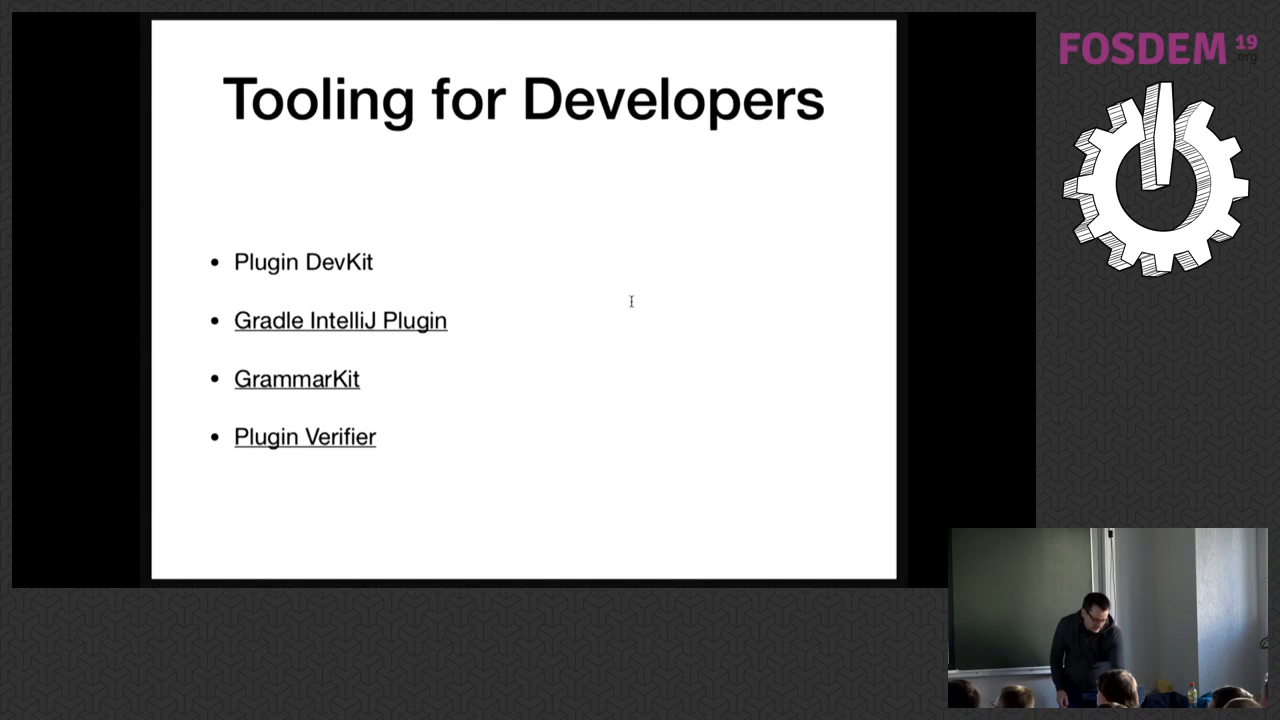 Tooling for Developers
• Plugin DevKit
• Gradle IntelliJ Plugin
• GrammarKit
• Plugin Verifier
FOSDEM 19
.org